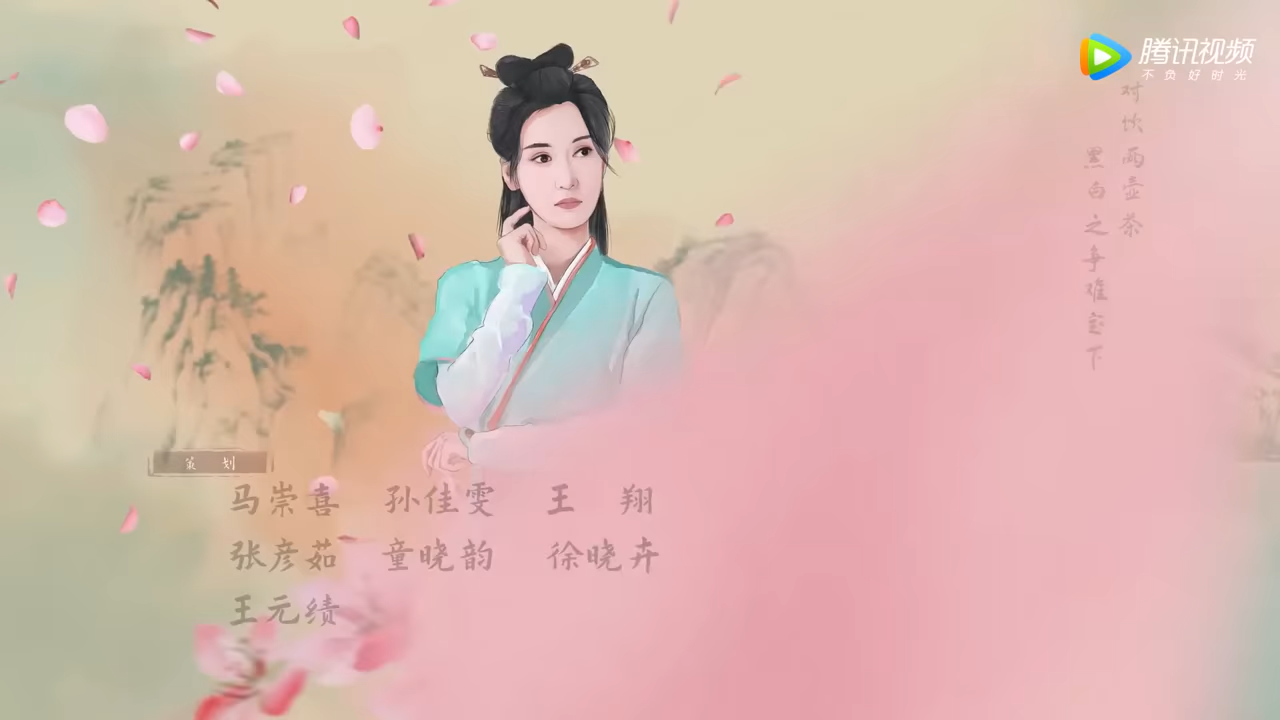 腾讯视频
不负好时光
对饮两壶茶
黑白之争难定下
策 划
马崇喜 孙佳雯 王 翔
张彦茹 童晓韵 徐晓卉
王元绩